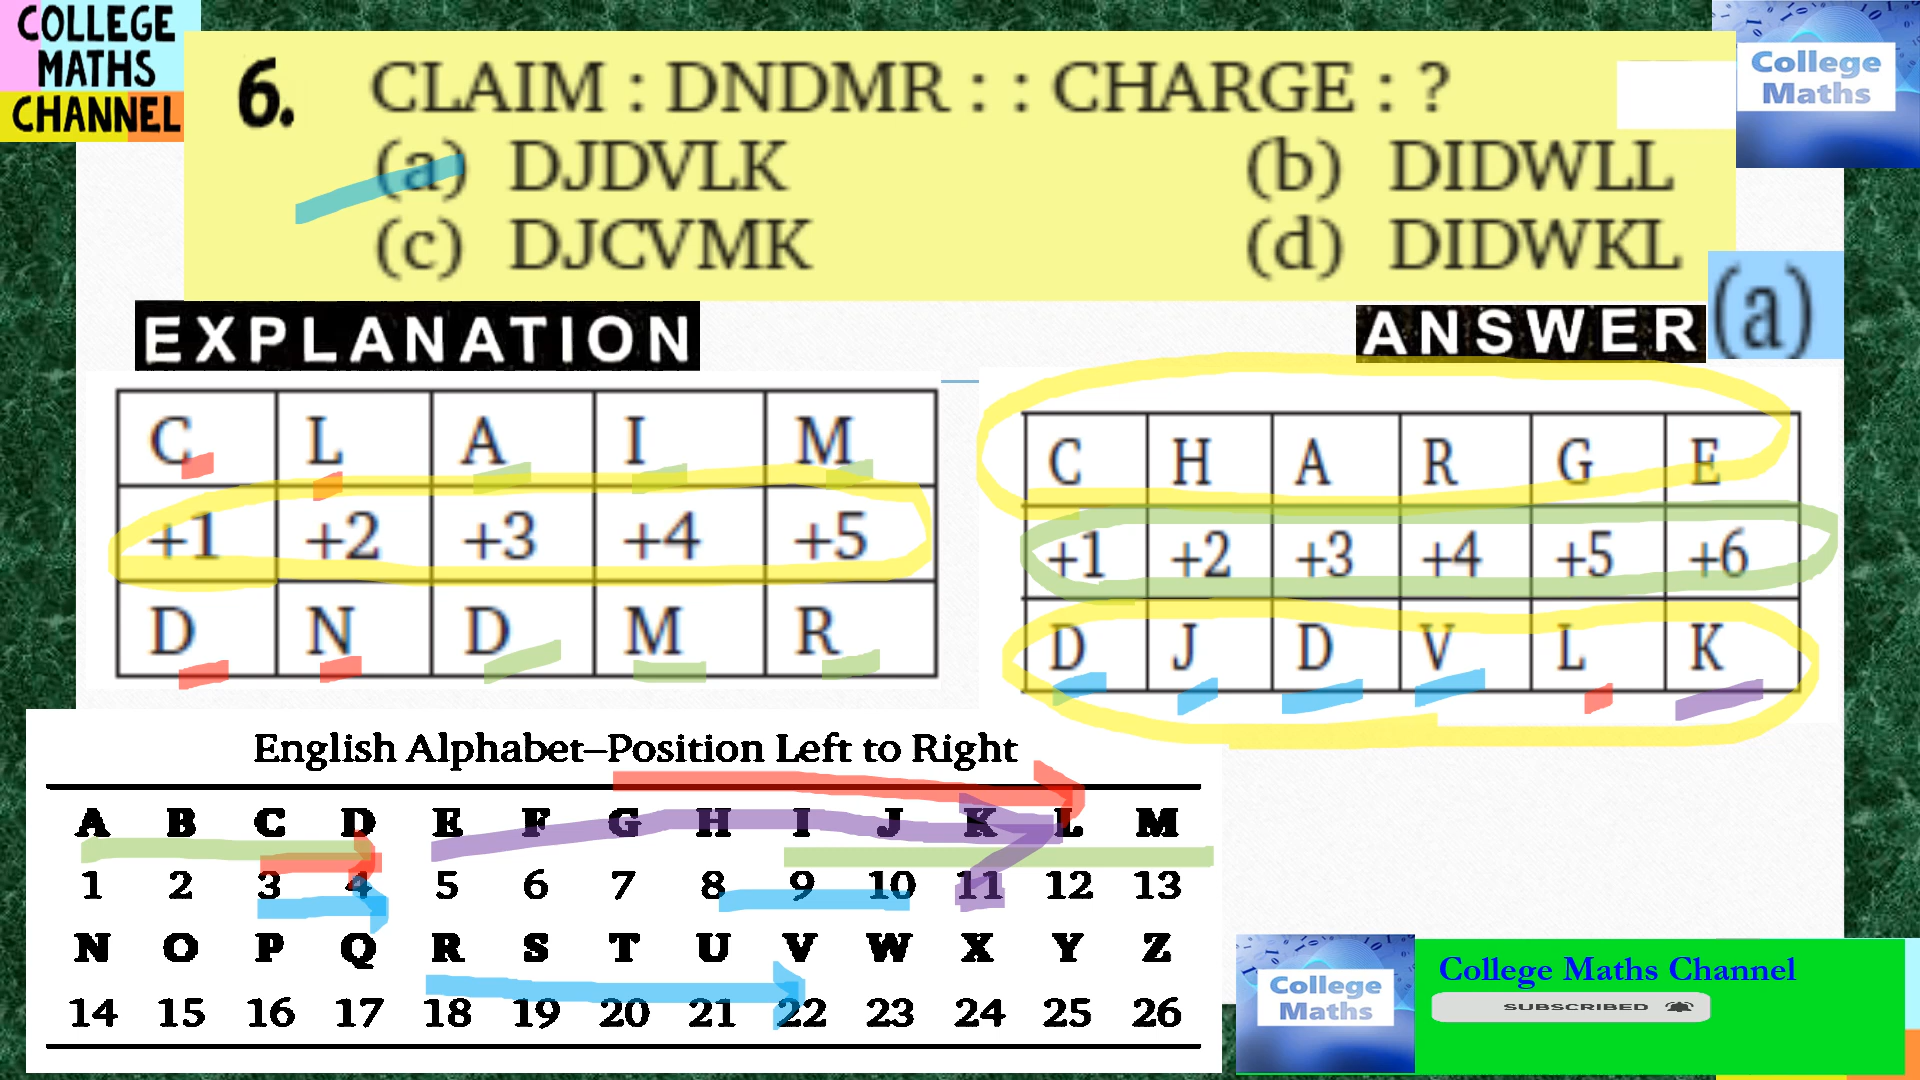 COLLEGE
MATHS
CHANNEL
College
Maths
6. CLAIM : DNDMR : : CHARGE : ?
(a) DJDVLK (b) DIDWLL
(c) DJCVMK (d) DIDWKL
EXPLANATION
ANSWER (a)
C L A I M
+1 +2 +3 +4 +5
D N D M R
C H A R G E
+1 +2 +3 +4 +5 +6
D J D V L K
English Alphabet–Position Left to Right
A B C D E F G H I J K L M
1 2 3 4 5 6 7 8 9 10 11 12 13
N O P Q R S T U V W X Y Z
14 15 16 17 18 19 20 21 22 23 24 25 26
College
Maths
College Maths Channel
SUBSCRIBED